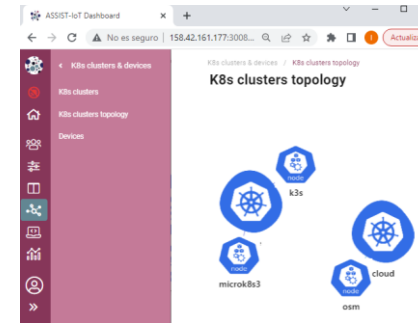 ASSIST-IoT Dashboard
No es seguro
158.42.161.177:3008...
Actualiza
K8s clusters & devices
K8s clusters
K8s clusters topology
Devices
K8s clusters & devices / K8s clusters topology
K8s clusters topology
node
k3s
node
microk8s3
cloud
node
osm